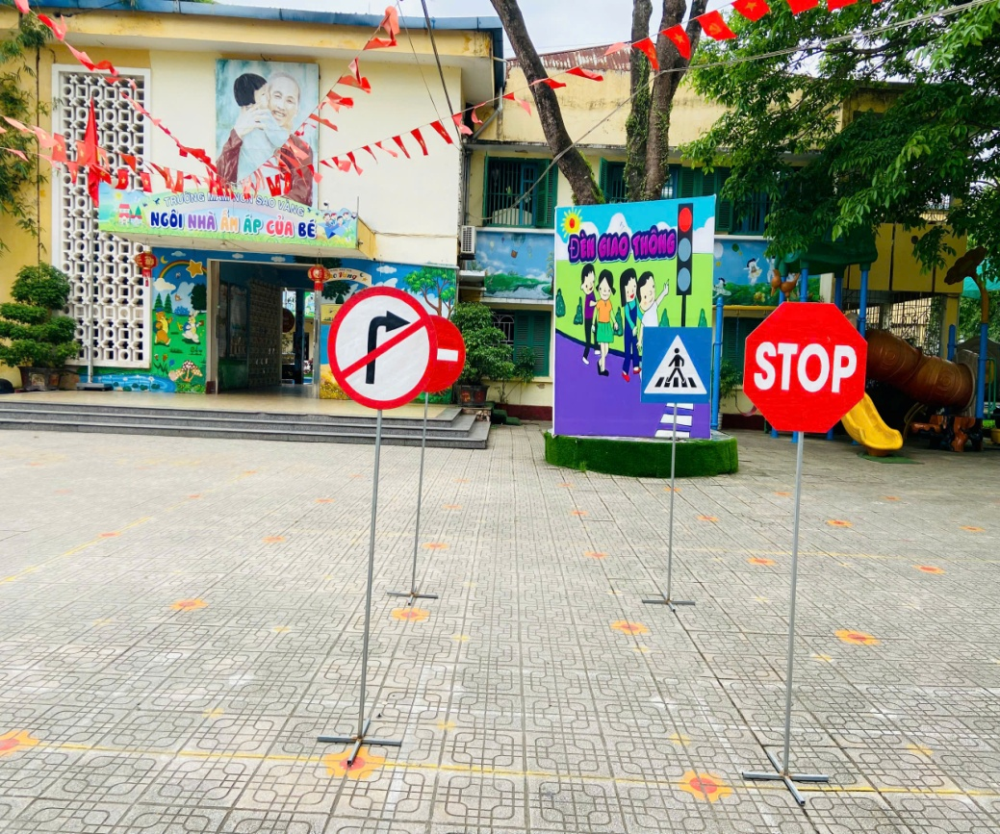 TRƯỜNG MẦM NON SAO VÀNG
NGÔI NHÀ ẤM ÁP CỦA BÉ
ĐÈN GIAO THÔNG
STOP